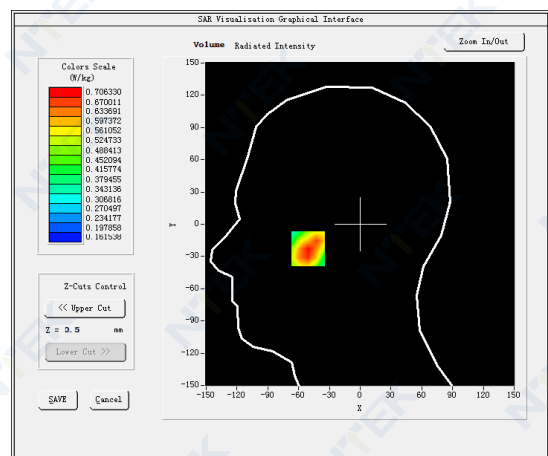 SAR Visualisation Graphical Interface
Volume Radiated Intensity
Zoom In/Out
Colors Scale
(W/kg)
0.706330
0.670011
0.633691
0.597372
0.561052
0.524733
0.488413
0.452094
0.415774
0.379455
0.343136
0.306816
0.270497
0.234177
0.197858
0.161538
Z-Cuts Control
<< Upper Cut
Z = 0.5 mm
Lower Cut >>
SAVE Cancel
150
120
90
60
30
0
-30
-60
-90
-120
-150
Y
-150 -120 -90 -60 -30 0 30 60 90 120 150
X
NTEK